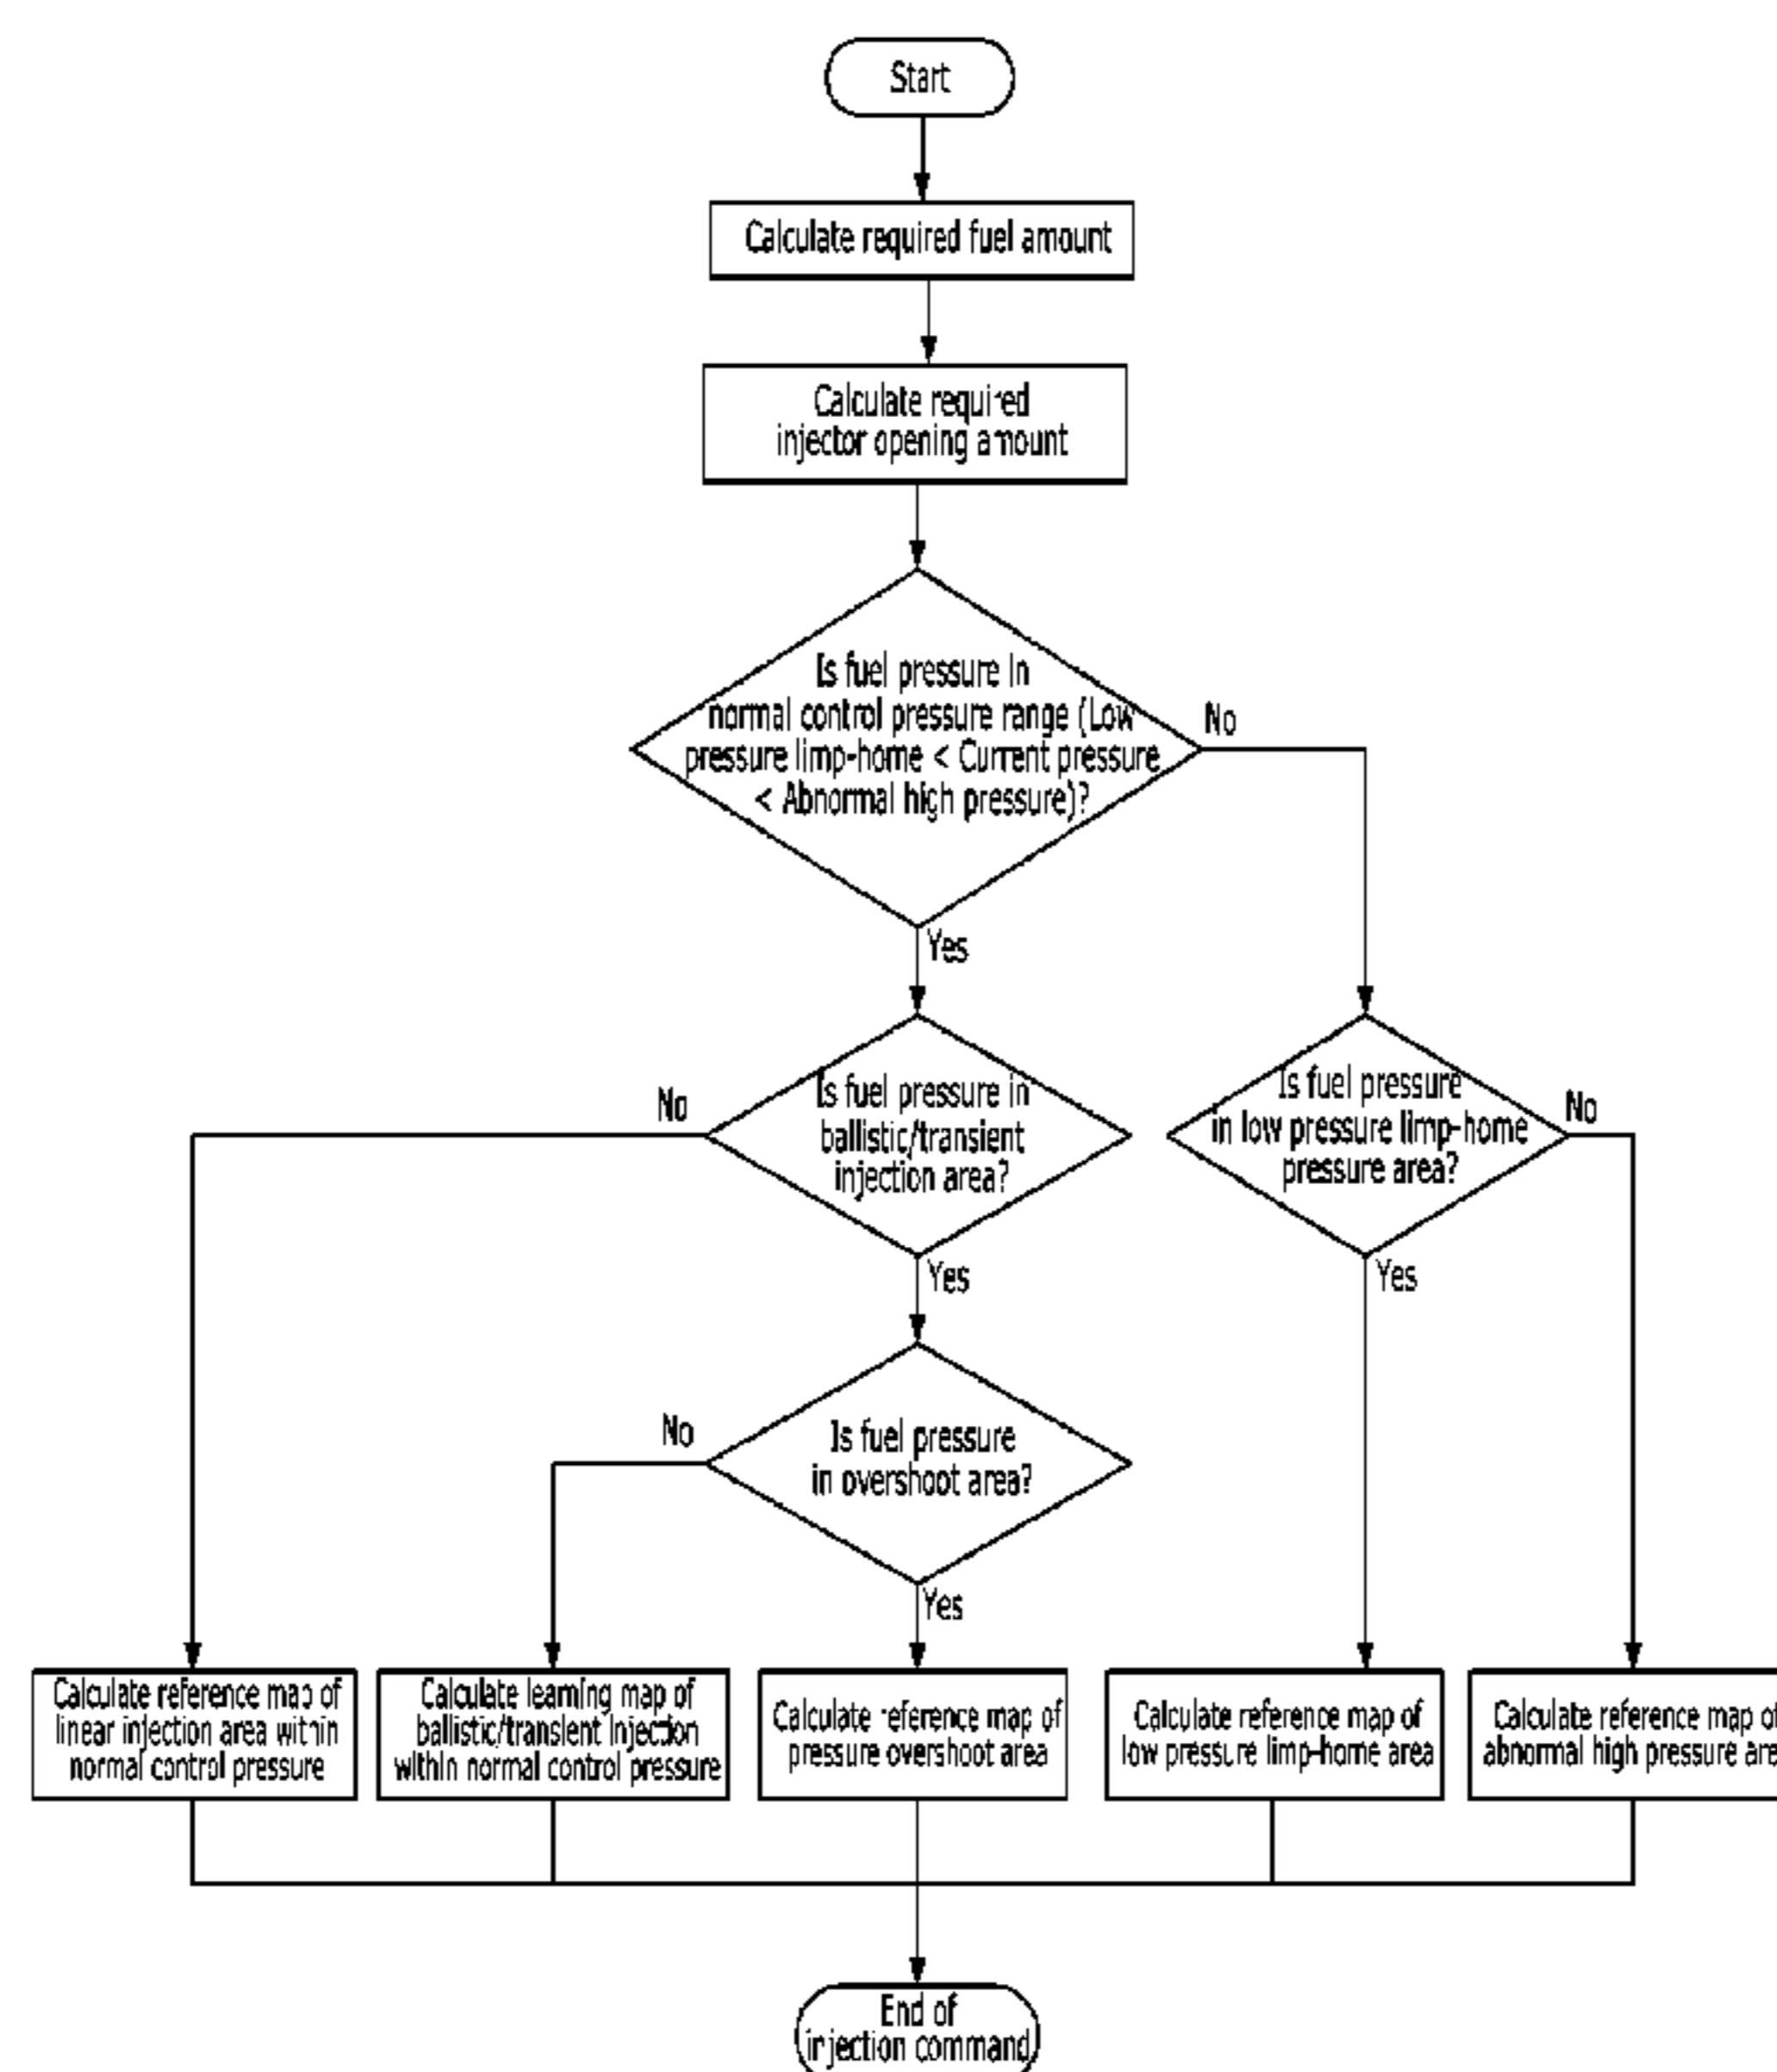 Start
Calculate required fuel amount
Calculate required
injector opening amount
Is fuel pressure in
normal control pressure range (Low
pressure limp-home < Current pressure
< Abnormal high pressure)?
No
Yes
Is fuel pressure in
ballistic/transient
injection area?
No
Yes
Is fuel pressure
in low pressure limp-home
pressure area?
No
Yes
Is fuel pressure
in overshoot area?
No
Yes
Calculate reference map of
linear injection area within
normal control pressure
Calculate learning map of
ballistic/transient injection
within normal control pressure
Calculate reference map of
pressure overshoot area
Calculate reference map of
low pressure limp-home area
Calculate reference map of
abnormal high pressure are
End of
injection command